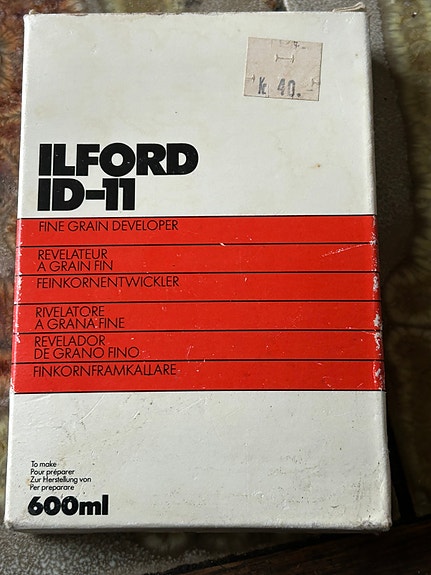 k 40.-
ILFORD
ID-11
FINE GRAIN DEVELOPER
REVELATEUR
A GRAIN FIN
FEINKORNENTWICKLER
RIVELATORE
A GRANA FINE
REVELADOR
DE GRANO FINO
FINKORNFRAMKALLARE
To make
Pour préparer
Zur Herstellung von
Per preparare
600ml